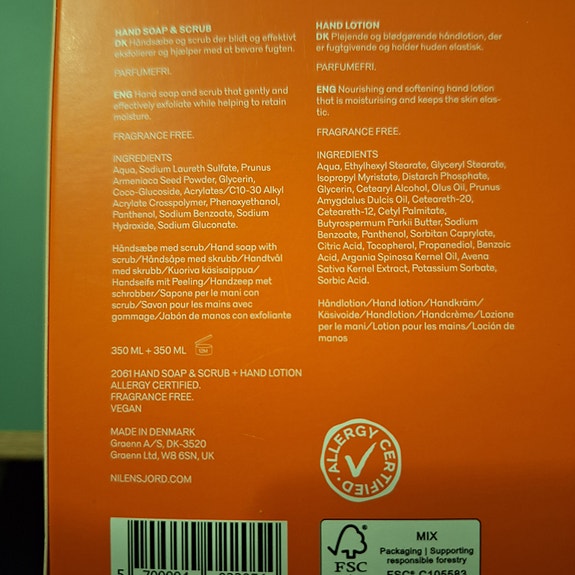 HAND SOAP & SCRUB
DK Håndsæbe og scrub der blidt og effektivt
eksfolierer og hjælper med at bevare fugten.
PARFUMEFRI.
ENG Hand soap and scrub that gently and
effectively exfoliate while helping to retain
moisture.
FRAGRANCE FREE.
INGREDIENTS
Aqua, Sodium Laureth Sulfate, Prunus
Armeniaca Seed Powder, Glycerin,
Coco-Glucoside, Acrylates/C10-30 Alkyl
Acrylate Crosspolymer, Phenoxyethanol,
Panthenol, Sodium Benzoate, Sodium
Hydroxide, Sodium Gluconate.
Håndsæbe med scrub/Hand soap with
scrub/Håndsåpe med skrubb/Handtvål
med skrubb/Kuoriva käsisaippua/
Handseife mit Peeling/Handzeep met
schrobber/Sapone per le mani con
scrub/Savon pour les mains avec
gommage/Jabón de manos con exfoliante
HAND LOTION
DK Plejende og blødgørende håndlotion, der
er fugtgivende og holder huden elastisk.
PARFUMEFRI.
ENG Nourishing and softening hand lotion
that is moisturising and keeps the skin elas-
tic.
FRAGRANCE FREE.
INGREDIENTS
Aqua, Ethylhexyl Stearate, Glyceryl Stearate,
Isopropyl Myristate, Distarch Phosphate,
Glycerin, Cetearyl Alcohol, Olus Oil, Prunus
Amygdalus Dulcis Oil, Ceteareth-20,
Ceteareth-12, Cetyl Palmitate,
Butyrospermum Parkii Butter, Sodium
Benzoate, Panthenol, Sorbitan Caprylate,
Citric Acid, Tocopherol, Propanediol, Benzoic
Acid, Argania Spinosa Kernel Oil, Avena
Sativa Kernel Extract, Potassium Sorbate,
Sorbic Acid.
Håndlotion/Hand lotion/Handkräm/
Käsivoide/Handlotion/Handcrème/Lozione
per le mani/Lotion pour les mains/Loción de
manos
350 ML + 350 ML 12M
2061 HAND SOAP & SCRUB + HAND LOTION
ALLERGY CERTIFIED.
FRAGRANCE FREE.
VEGAN
MADE IN DENMARK
Graenn A/S, DK-3520
Graenn Ltd, W8 6SN, UK
NILENSJORD.COM
ALLERGY CERTIFIED
FSC
MIX
Packaging | Supporting
responsible forestry
FSC® C105583